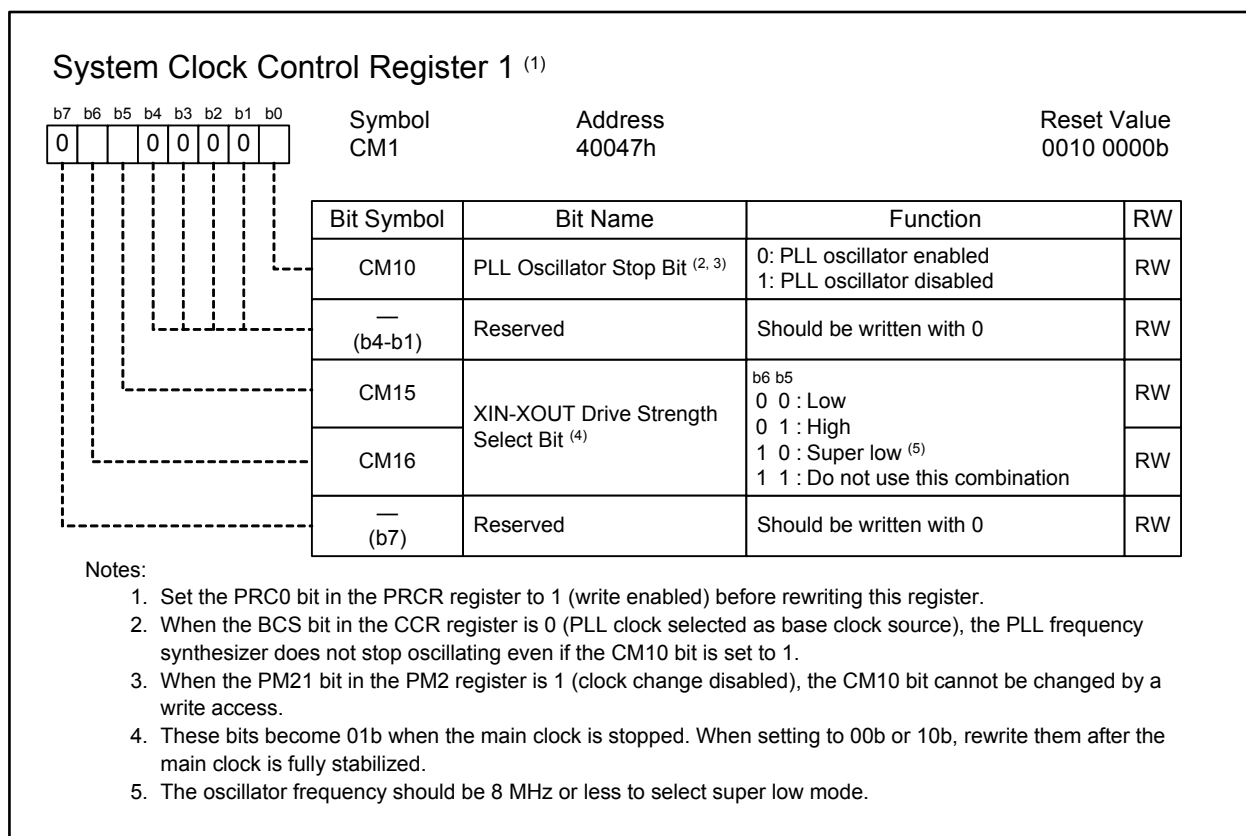 System Clock Control Register 1 (1)
b7 b6 b5 b4 b3 b2 b1 b0
0 0 0 0 0
Symbol Address Reset Value
CM1 40047h 0010 0000b
Bit Symbol Bit Name Function RW
CM10 PLL Oscillator Stop Bit (2, 3) 0: PLL oscillator enabled
1: PLL oscillator disabled RW
— (b4-b1) Reserved Should be written with 0 RW
CM15 XIN-XOUT Drive Strength
Select Bit (4)
b6 b5
0 0 : Low
0 1 : High
1 0 : Super low (5)
1 1 : Do not use this combination
RW
CM16 RW
— (b7) Reserved Should be written with 0 RW
Notes:
1. Set the PRC0 bit in the PRCR register to 1 (write enabled) before rewriting this register.
2. When the BCS bit in the CCR register is 0 (PLL clock selected as base clock source), the PLL frequency
synthesizer does not stop oscillating even if the CM10 bit is set to 1.
3. When the PM21 bit in the PM2 register is 1 (clock change disabled), the CM10 bit cannot be changed by a
write access.
4. These bits become 01b when the main clock is stopped. When setting to 00b or 10b, rewrite them after the
main clock is fully stabilized.
5. The oscillator frequency should be 8 MHz or less to select super low mode.